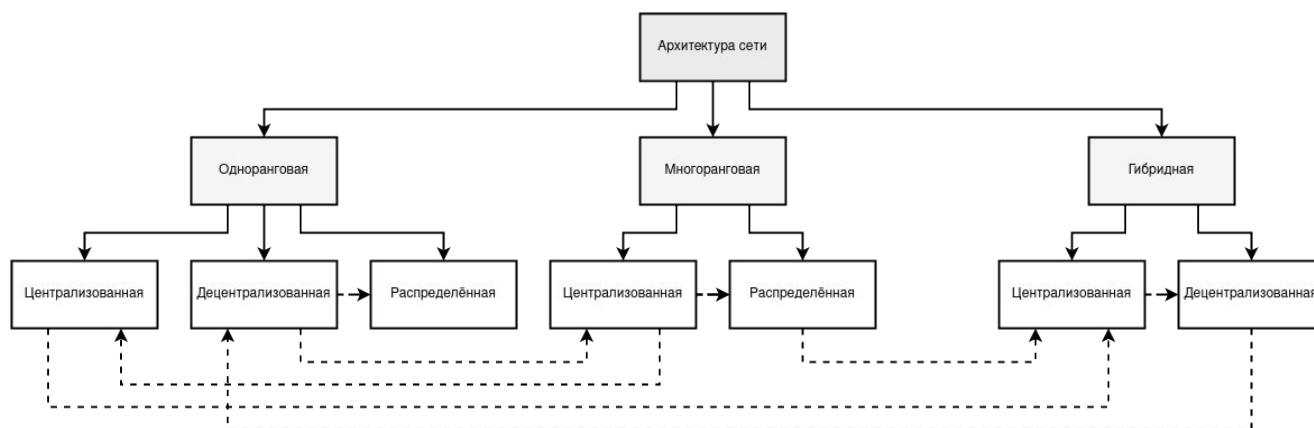 Архитектура сети
Одноранговая
Многоранговая
Гибридная
Централизованная
Децентрализованная
Распределённая
Централизованная
Распределённая
Централизованная
Децентрализованная